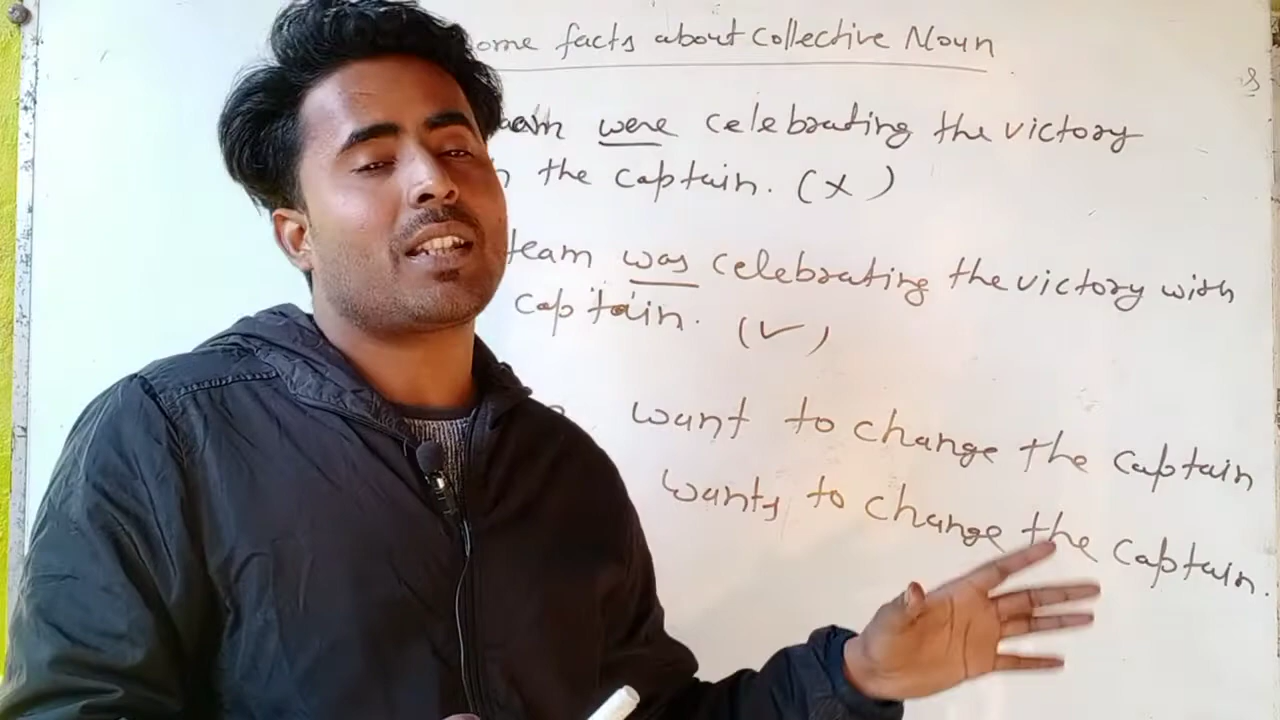 ome facts about Collective Noun
eam were celebrating the victory
the captain. (X)
team was celebrating the victory with
captain. (✓)
want to change the captain
wants to change the captain.